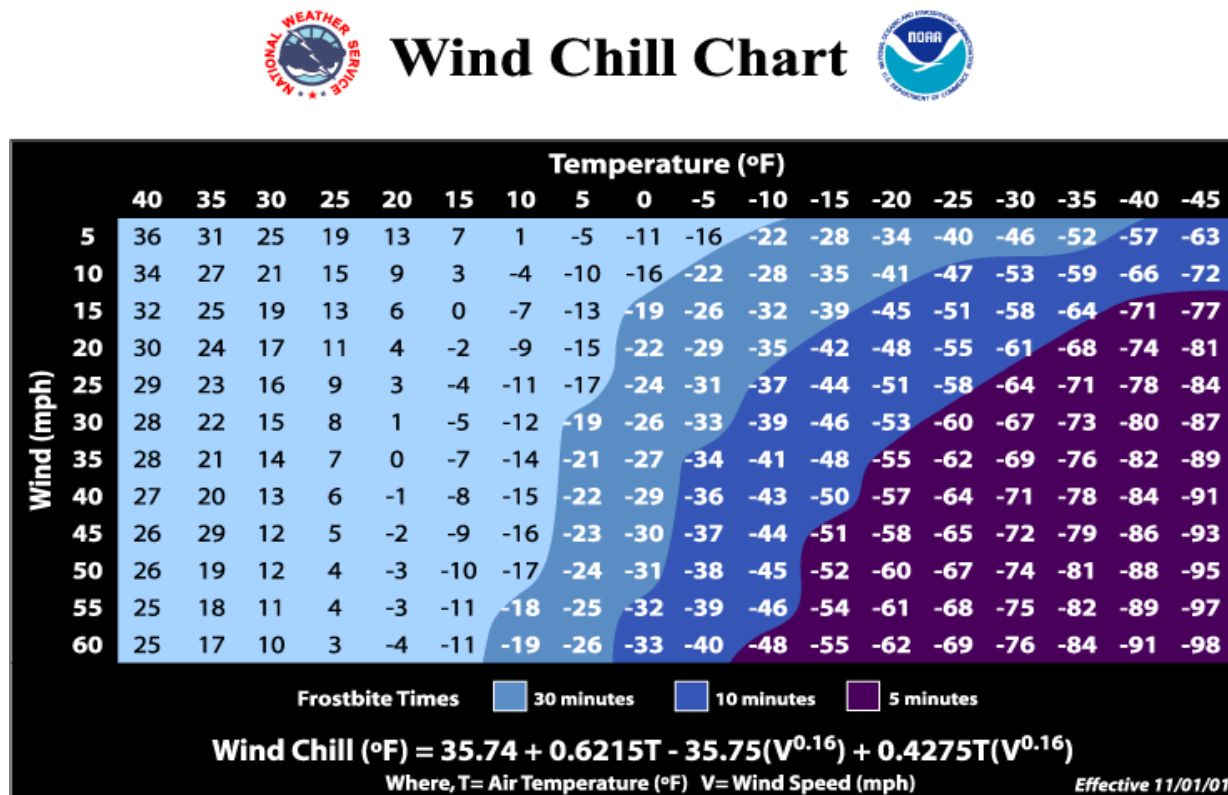 NATIONAL WEATHER SERVICE
Wind Chill Chart
NATIONAL OCEANIC AND ATMOSPHERIC ADMINISTRATION
NOAA
U.S. DEPARTMENT OF COMMERCE
Temperature (ºF)
40 35 30 25 20 15 10 5 0 -5 -10 -15 -20 -25 -30 -35 -40 -45
Wind (mph)
5 36 31 25 19 13 7 1 -5 -11 -16 -22 -28 -34 -40 -46 -52 -57 -63
10 34 27 21 15 9 3 -4 -10 -16 -22 -28 -35 -41 -47 -53 -59 -66 -72
15 32 25 19 13 6 0 -7 -13 -19 -26 -32 -39 -45 -51 -58 -64 -71 -77
20 30 24 17 11 4 -2 -9 -15 -22 -29 -35 -42 -48 -55 -61 -68 -74 -81
25 29 23 16 9 3 -4 -11 -17 -24 -31 -37 -44 -51 -58 -64 -71 -78 -84
30 28 22 15 8 1 -5 -12 -19 -26 -33 -39 -46 -53 -60 -67 -73 -80 -87
35 28 21 14 7 0 -7 -14 -21 -27 -34 -41 -48 -55 -62 -69 -76 -82 -89
40 27 20 13 6 -1 -8 -15 -22 -29 -36 -43 -50 -57 -64 -71 -78 -84 -91
45 26 29 12 5 -2 -9 -16 -23 -30 -37 -44 -51 -58 -65 -72 -79 -86 -93
50 26 19 12 4 -3 -10 -17 -24 -31 -38 -45 -52 -60 -67 -74 -81 -88 -95
55 25 18 11 4 -3 -11 -18 -25 -32 -39 -46 -54 -61 -68 -75 -82 -89 -97
60 25 17 10 3 -4 -11 -19 -26 -33 -40 -48 -55 -62 -69 -76 -84 -91 -98
Frostbite Times 30 minutes 10 minutes 5 minutes
Wind Chill (ºF) = 35.74 + 0.6215T - 35.75(V^0.16) + 0.4275T(V^0.16)
Where, T= Air Temperature (ºF) V= Wind Speed (mph)
Effective 11/01/01